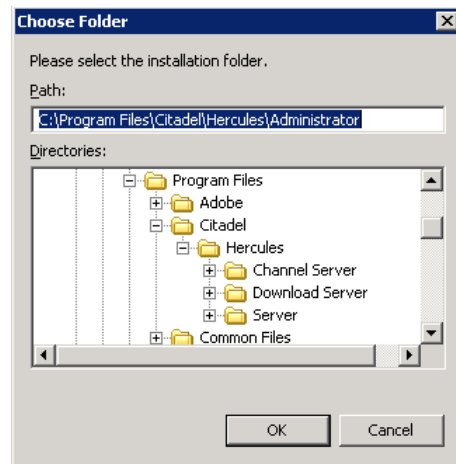 Choose Folder
Please select the installation folder.
Path:
C:\Program Files\Citadel\Hercules\Administrator
Directories:
Program Files
Adobe
Citadel
Hercules
Channel Server
Download Server
Server
Common Files
OK Cancel